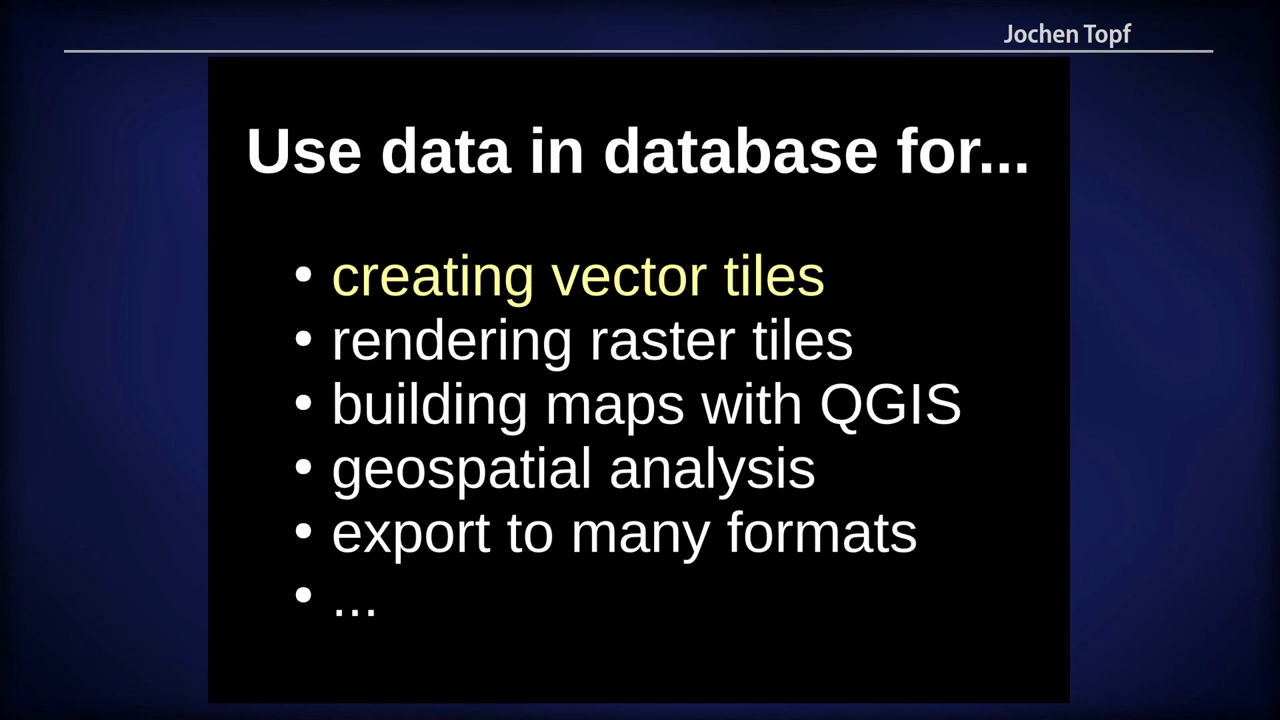 Jochen Topf
Use data in database for...
• creating vector tiles
• rendering raster tiles
• building maps with QGIS
• geospatial analysis
• export to many formats
• ...